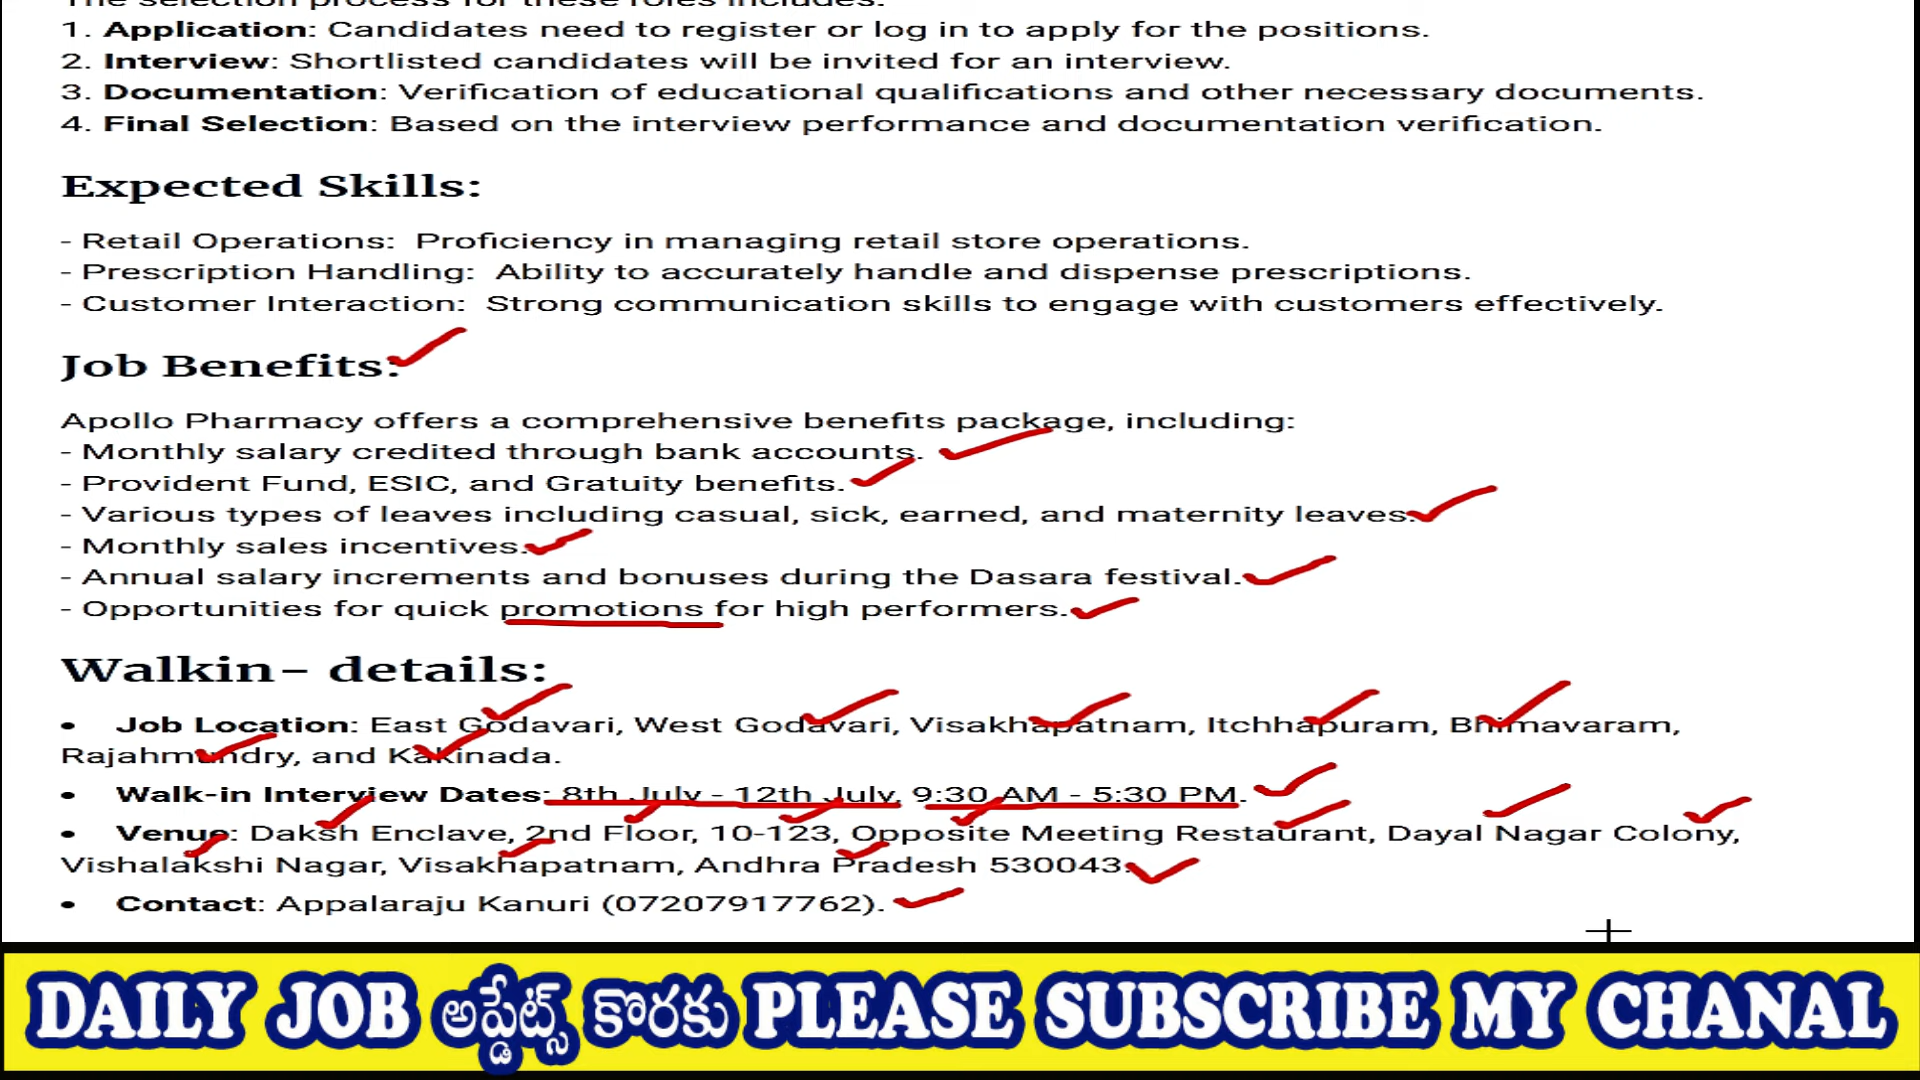 The selection process for these roles includes:
1. Application: Candidates need to register or log in to apply for the positions.
2. Interview: Shortlisted candidates will be invited for an interview.
3. Documentation: Verification of educational qualifications and other necessary documents.
4. Final Selection: Based on the interview performance and documentation verification.
Expected Skills:
- Retail Operations: Proficiency in managing retail store operations.
- Prescription Handling: Ability to accurately handle and dispense prescriptions.
- Customer Interaction: Strong communication skills to engage with customers effectively.
Job Benefits:
Apollo Pharmacy offers a comprehensive benefits package, including:
- Monthly salary credited through bank accounts.
- Provident Fund, ESIC, and Gratuity benefits.
- Various types of leaves including casual, sick, earned, and maternity leaves.
- Monthly sales incentives.
- Annual salary increments and bonuses during the Dasara festival.
- Opportunities for quick promotions for high performers.
Walkin– details:
• Job Location: East Godavari, West Godavari, Visakhapatnam, Itchhapuram, Bhimavaram,
Rajahmundry, and Kakinada.
• Walk-in Interview Dates: 8th July - 12th July, 9:30 AM - 5:30 PM.
• Venue: Daksh Enclave, 2nd Floor, 10-123, Opposite Meeting Restaurant, Dayal Nagar Colony,
Vishalakshi Nagar, Visakhapatnam, Andhra Pradesh 530043.
• Contact: Appalaraju Kanuri (07207917762).
DAILY JOB అప్డేట్స్ కొరకు PLEASE SUBSCRIBE MY CHANAL